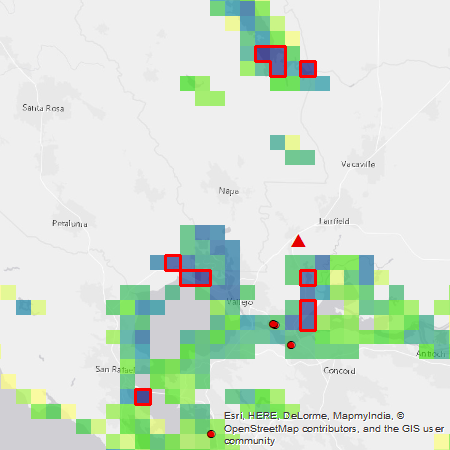 Santa Rosa
Vacaville
Napa
Petaluma
Fairfield
Vallejo
Antioch
San Rafael
Concord
Esri, HERE, DeLorme, MapmyIndia, ©
OpenStreetMap contributors, and the GIS user
community